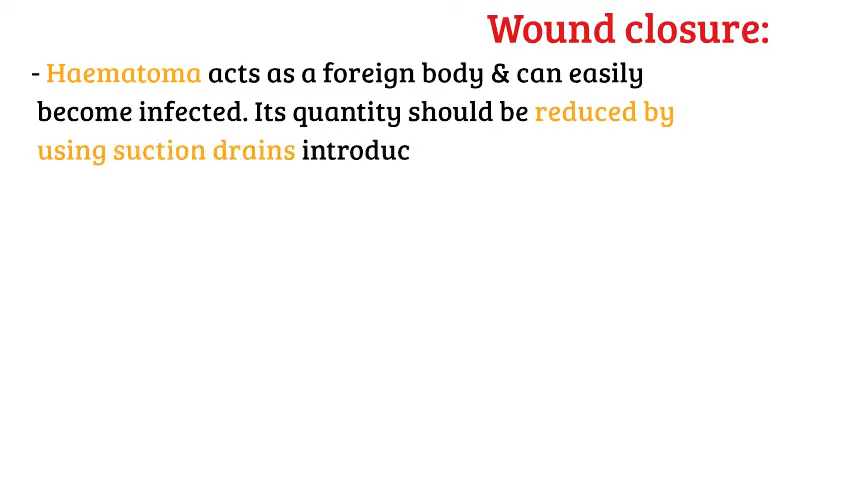 Wound closure:
- Haematoma acts as a foreign body & can easily
become infected. Its quantity should be reduced by
using suction drains introduc